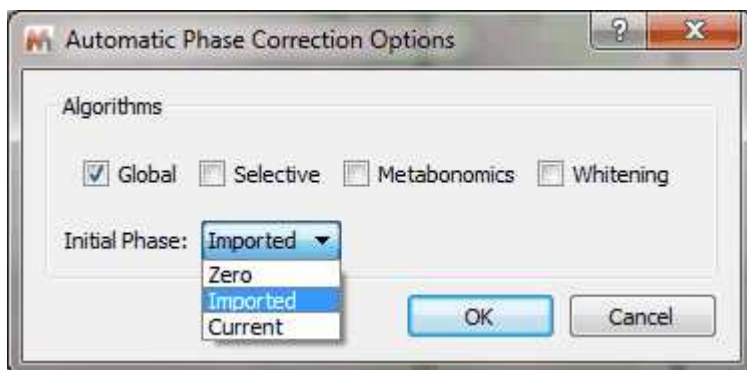 Automatic Phase Correction Options
Algorithms
Global Selective Metabonomics Whitening
Initial Phase: Imported
Zero
Imported
Current
OK Cancel